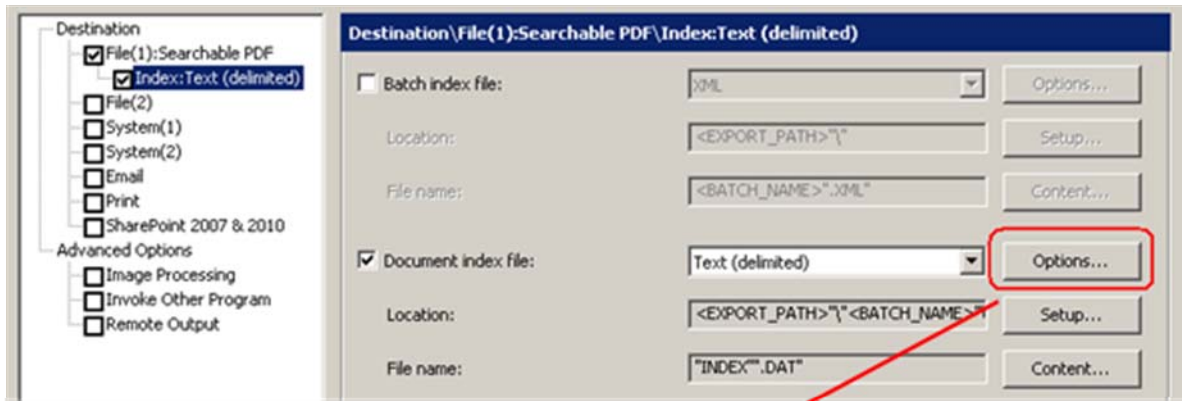 Destination
File(1):Searchable PDF
Index:Text (delimited)
File(2)
System(1)
System(2)
Email
Print
SharePoint 2007 & 2010
Advanced Options
Image Processing
Invoke Other Program
Remote Output
Destination\File(1):Searchable PDF\Index:Text (delimited)
Batch index file: XML Options...
Location: <EXPORT_PATH>"\" Setup...
File name: <BATCH_NAME>".XML" Content...
Document index file: Text (delimited) Options...
Location: <EXPORT_PATH>"\"<BATCH_NAME>" Setup...
File name: "INDEX"".DAT" Content...